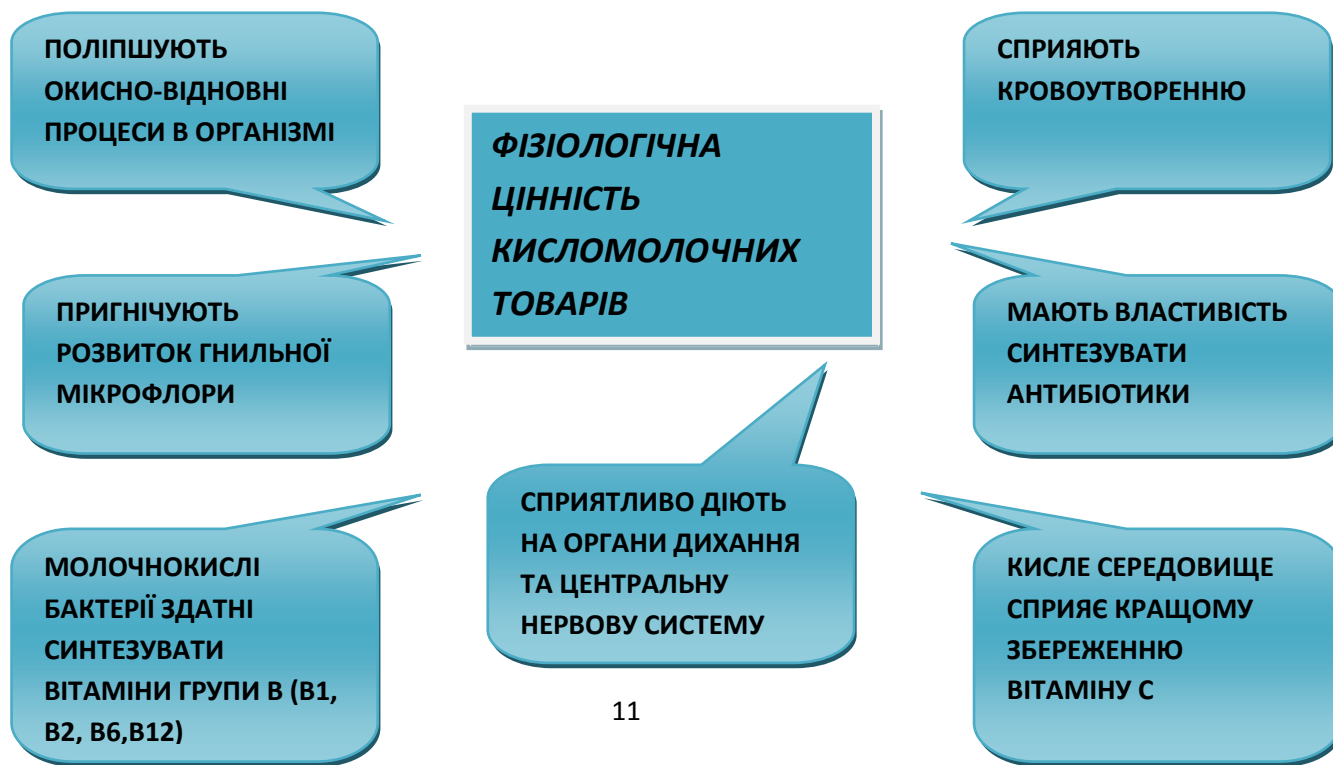 ПОЛІПШУЮТЬ
ОКИСНО-ВІДНОВНІ
ПРОЦЕСИ В ОРГАНІЗМІ
СПРИЯЮТЬ
КРОВОУТВОРЕННЮ
ФІЗІОЛОГІЧНА
ЦІННІСТЬ
КИСЛОМОЛОЧНИХ
ТОВАРІВ
ПРИГНІЧУЮТЬ
РОЗВИТОК ГНИЛЬНОЇ
МІКРОФЛОРИ
МАЮТЬ ВЛАСТИВІСТЬ
СИНТЕЗУВАТИ
АНТИБІОТИКИ
МОЛОЧНОКИСЛІ
БАКТЕРІЇ ЗДАТНІ
СИНТЕЗУВАТИ
ВІТАМІНИ ГРУПИ В (В1,
В2, В6,В12)
СПРИЯТЛИВО ДІЮТЬ
НА ОРГАНИ ДИХАННЯ
ТА ЦЕНТРАЛЬНУ
НЕРВОВУ СИСТЕМУ
КИСЛЕ СЕРЕДОВИЩЕ
СПРИЯЄ КРАЩОМУ
ЗБЕРЕЖЕННЮ
ВІТАМІНУ С
11